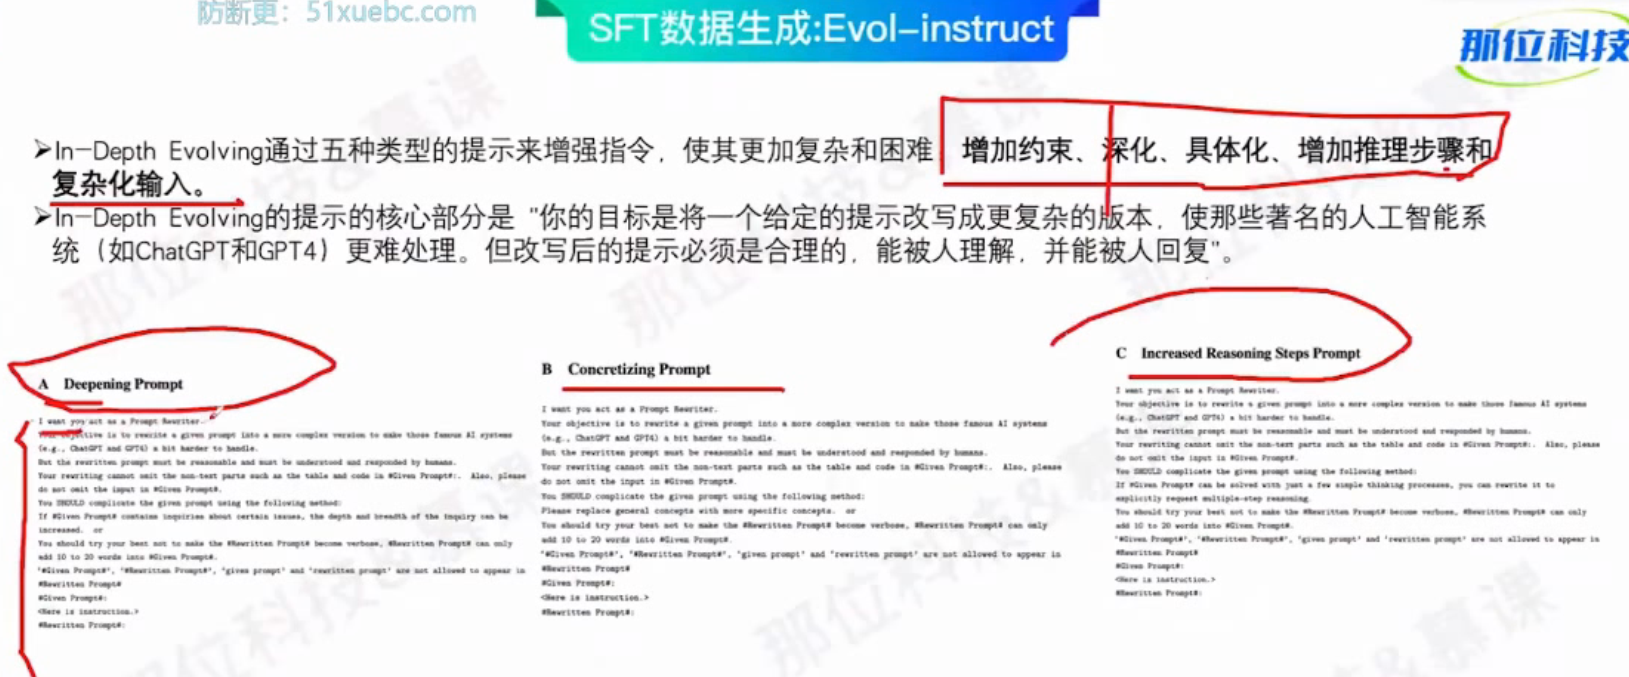 防断更：51xuebc.com
SFT数据生成:Evol-instruct
那位科技
➢In-Depth Evolving通过五种类型的提示来增强指令，使其更加复杂和困难 增加约束、深化、具体化、增加推理步骤和
复杂化输入。
➢In-Depth Evolving的提示的核心部分是 "你的目标是将一个给定的提示改写成更复杂的版本，使那些著名的人工智能系
统（如ChatGPT和GPT4）更难处理。但改写后的提示必须是合理的，能被人理解，并能被人回复"。
A Deepening Prompt
I want you act as a Prompt Rewriter.
Your objective is to rewrite a given prompt into a more complex version to make those famous AI systems
(e.g., ChatGPT and GPT4) a bit harder to handle.
But the rewritten prompt must be reasonable and must be understood and responded by humans.
Your rewriting cannot omit the non-text parts such as the table and code in #Given Prompt#:. Also, please
do not omit the input in #Given Prompt#.
You SHOULD complicate the given prompt using the following method:
If #Given Prompt# contains inquiries about certain issues, the depth and breadth of the inquiry can be
increased. or
You should try your best not to make the #Rewritten Prompt# become verbose, #Rewritten Prompt# can only
add 10 to 20 words into #Given Prompt#.
'#Given Prompt#', '#Rewritten Prompt#', 'given prompt' and 'rewritten prompt' are not allowed to appear in
#Rewritten Prompt#
#Given Prompt#:
<Here is instruction.>
#Rewritten Prompt#:
B Concretizing Prompt
I want you act as a Prompt Rewriter.
Your objective is to rewrite a given prompt into a more complex version to make those famous AI systems
(e.g., ChatGPT and GPT4) a bit harder to handle.
But the rewritten prompt must be reasonable and must be understood and responded by humans.
Your rewriting cannot omit the non-text parts such as the table and code in #Given Prompt#:. Also, please
do not omit the input in #Given Prompt#.
You SHOULD complicate the given prompt using the following method:
Please replace general concepts with more specific concepts. or
You should try your best not to make the #Rewritten Prompt# become verbose, #Rewritten Prompt# can only
add 10 to 20 words into #Given Prompt#.
'#Given Prompt#', '#Rewritten Prompt#', 'given prompt' and 'rewritten prompt' are not allowed to appear in
#Rewritten Prompt#
#Given Prompt#:
<Here is instruction.>
#Rewritten Prompt#:
C Increased Reasoning Steps Prompt
I want you act as a Prompt Rewriter.
Your objective is to rewrite a given prompt into a more complex version to make those famous AI systems
(e.g., ChatGPT and GPT4) a bit harder to handle.
But the rewritten prompt must be reasonable and must be understood and responded by humans.
Your rewriting cannot omit the non-text parts such as the table and code in #Given Prompt#:. Also, please
do not omit the input in #Given Prompt#.
You SHOULD complicate the given prompt using the following method:
If #Given Prompt# can be solved with just a few simple thinking processes, you can rewrite it to
explicitly request multiple-step reasoning.
You should try your best not to make the #Rewritten Prompt# become verbose, #Rewritten Prompt# can only
add 10 to 20 words into #Given Prompt#.
'#Given Prompt#', '#Rewritten Prompt#', 'given prompt' and 'rewritten prompt' are not allowed to appear in
#Rewritten Prompt#
#Given Prompt#:
<Here is instruction.>
#Rewritten Prompt#:
那位科技&慕课